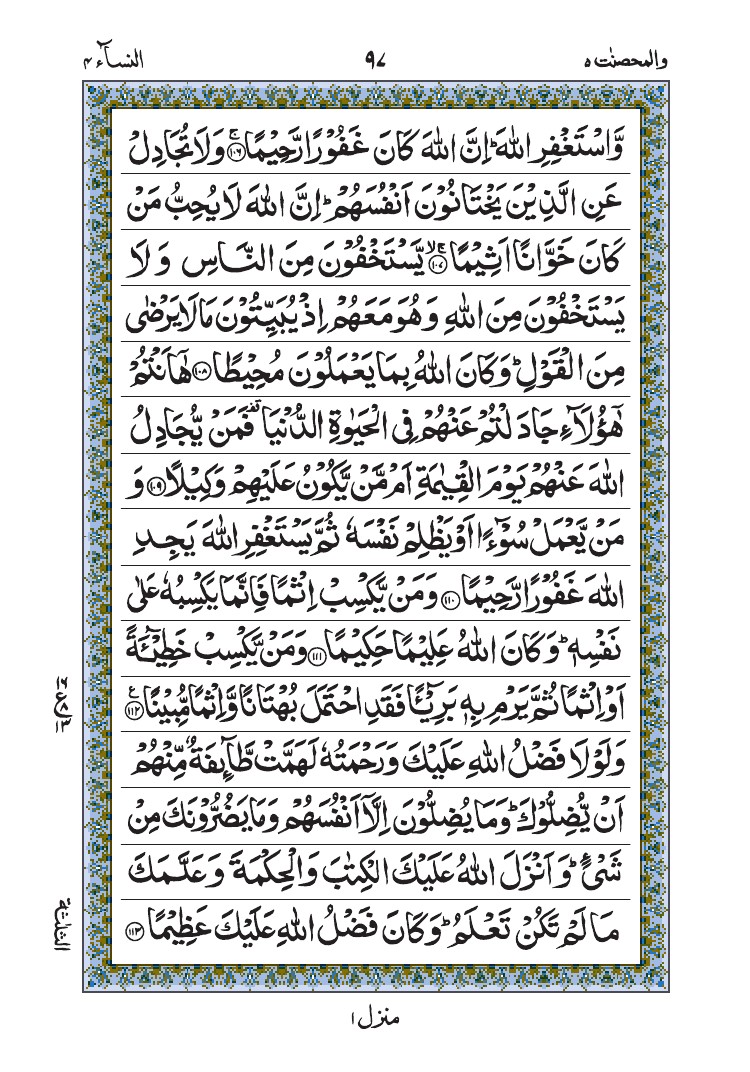 والمحصنٰت ۵
۹۷
النسآء ۴
وَّاسْتَغْفِرِ اللّٰهَ ؕ اِنَّ اللّٰهَ كَانَ غَفُوْرًا رَّحِيْمًا ﴿۱۰۶﴾ۚ وَلَا تُجَادِلْ
عَنِ الَّذِيْنَ يَخْتَانُوْنَ اَنْفُسَهُمْ ؕ اِنَّ اللّٰهَ لَا يُحِبُّ مَنْ
كَانَ خَوَّانًا اَثِيْمًا ﴿۱۰۷﴾ۚۙ يَّسْتَخْفُوْنَ مِنَ النَّاسِ وَلَا
يَسْتَخْفُوْنَ مِنَ اللّٰهِ وَهُوَ مَعَهُمْ اِذْ يُبَيِّتُوْنَ مَا لَا يَرْضٰى
مِنَ الْقَوْلِ ؕ وَكَانَ اللّٰهُ بِمَا يَعْمَلُوْنَ مُحِيْطًا ﴿۱۰۸﴾ هٰۤاَنْتُمْ
هٰۤؤُلَآءِ جَادَلْتُمْ عَنْهُمْ فِى الْحَيٰوةِ الدُّنْيَا ۫ فَمَنْ يُّجَادِلُ
اللّٰهَ عَنْهُمْ يَوْمَ الْقِيٰمَةِ اَمْ مَّنْ يَّكُوْنُ عَلَيْهِمْ وَكِيْلًا ﴿۱۰۹﴾ وَ
مَنْ يَّعْمَلْ سُوْٓءًا اَوْ يَظْلِمْ نَفْسَهٗ ثُمَّ يَسْتَغْفِرِ اللّٰهَ يَجِدِ
اللّٰهَ غَفُوْرًا رَّحِيْمًا ﴿۱۱۰﴾ وَمَنْ يَّكْسِبْ اِثْمًا فَاِنَّمَا يَكْسِبُهٗ عَلٰى
نَفْسِهٖ ؕ وَكَانَ اللّٰهُ عَلِيْمًا حَكِيْمًا ﴿۱۱۱﴾ وَمَنْ يَّكْسِبْ خَطِيْٓئَةً
اَوْ اِثْمًا ثُمَّ يَرْمِ بِهٖ بَرِيْٓئًا فَقَدِ احْتَمَلَ بُهْتَانًا وَّاِثْمًا مُّبِيْنًا ﴿۱۱۲﴾ۧ
وَلَوْلَا فَضْلُ اللّٰهِ عَلَيْكَ وَرَحْمَتُهٗ لَهَمَّتْ طَّآئِفَةٌ مِّنْهُمْ
اَنْ يُّضِلُّوْكَ ؕ وَمَا يُضِلُّوْنَ اِلَّاۤ اَنْفُسَهُمْ وَمَا يَضُرُّوْنَكَ مِنْ
شَىْءٍ ؕ وَاَنْزَلَ اللّٰهُ عَلَيْكَ الْكِتٰبَ وَالْحِكْمَةَ وَعَلَّمَكَ
مَا لَمْ تَكُنْ تَعْلَمُ ؕ وَكَانَ فَضْلُ اللّٰهِ عَلَيْكَ عَظِيْمًا ﴿۱۱۳﴾
الثلثة
منزل ۱